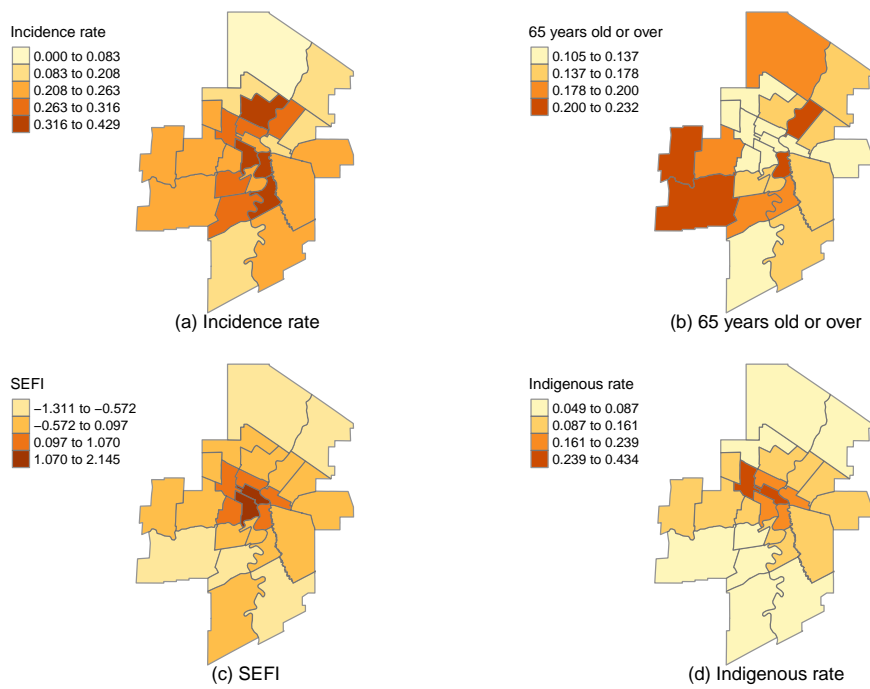 Incidence rate
0.000 to 0.083
0.083 to 0.208
0.208 to 0.263
0.263 to 0.316
0.316 to 0.429
(a) Incidence rate
65 years old or over
0.105 to 0.137
0.137 to 0.178
0.178 to 0.200
0.200 to 0.232
(b) 65 years old or over
SEFI
−1.311 to −0.572
−0.572 to 0.097
0.097 to 1.070
1.070 to 2.145
(c) SEFI
Indigenous rate
0.049 to 0.087
0.087 to 0.161
0.161 to 0.239
0.239 to 0.434
(d) Indigenous rate